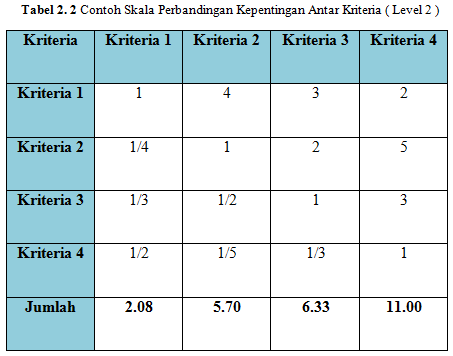 Tabel 2. 2 Contoh Skala Perbandingan Kepentingan Antar Kriteria ( Level 2 )
Kriteria Kriteria 1 Kriteria 2 Kriteria 3 Kriteria 4
Kriteria 1 1 4 3 2
Kriteria 2 1/4 1 2 5
Kriteria 3 1/3 1/2 1 3
Kriteria 4 1/2 1/5 1/3 1
Jumlah 2.08 5.70 6.33 11.00